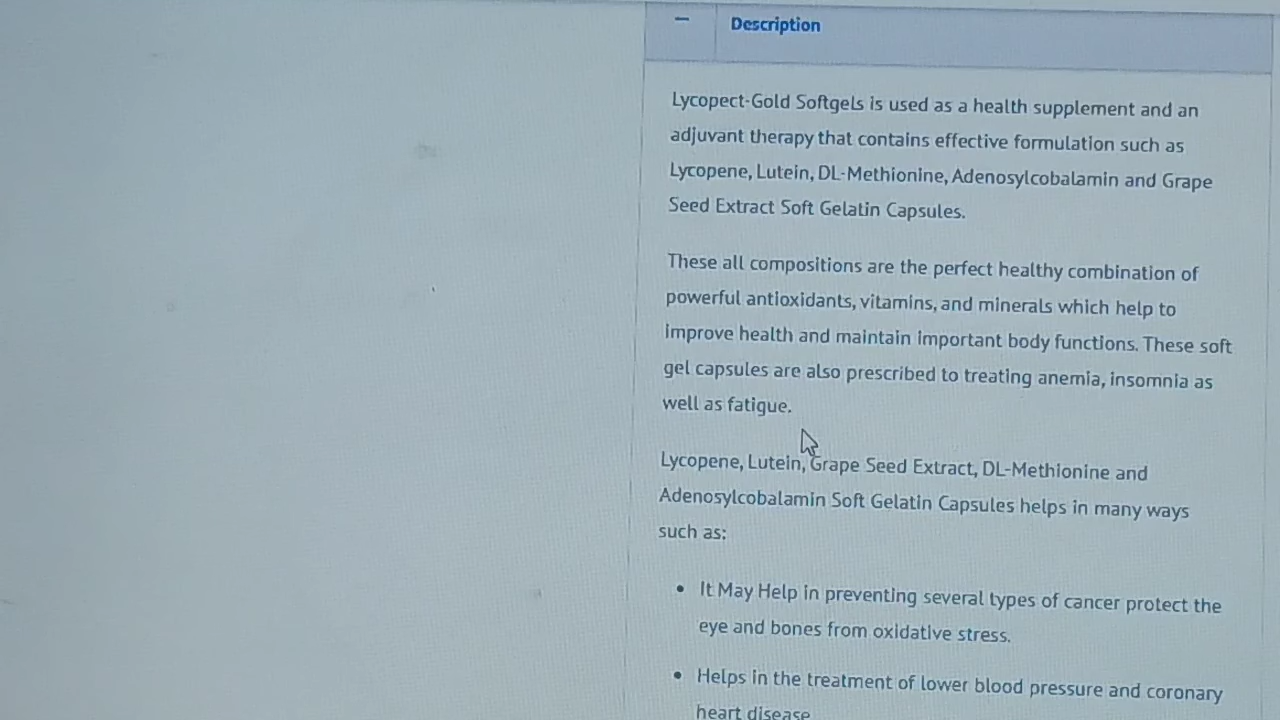 Description
Lycopect-Gold Softgels is used as a health supplement and an
adjuvant therapy that contains effective formulation such as
Lycopene, Lutein, DL-Methionine, Adenosylcobalamin and Grape
Seed Extract Soft Gelatin Capsules.
These all compositions are the perfect healthy combination of
powerful antioxidants, vitamins, and minerals which help to
improve health and maintain important body functions. These soft
gel capsules are also prescribed to treating anemia, insomnia as
well as fatigue.
Lycopene, Lutein, Grape Seed Extract, DL-Methionine and
Adenosylcobalamin Soft Gelatin Capsules helps in many ways
such as:
• It May Help in preventing several types of cancer protect the
eye and bones from oxidative stress.
• Helps in the treatment of lower blood pressure and coronary
heart disease